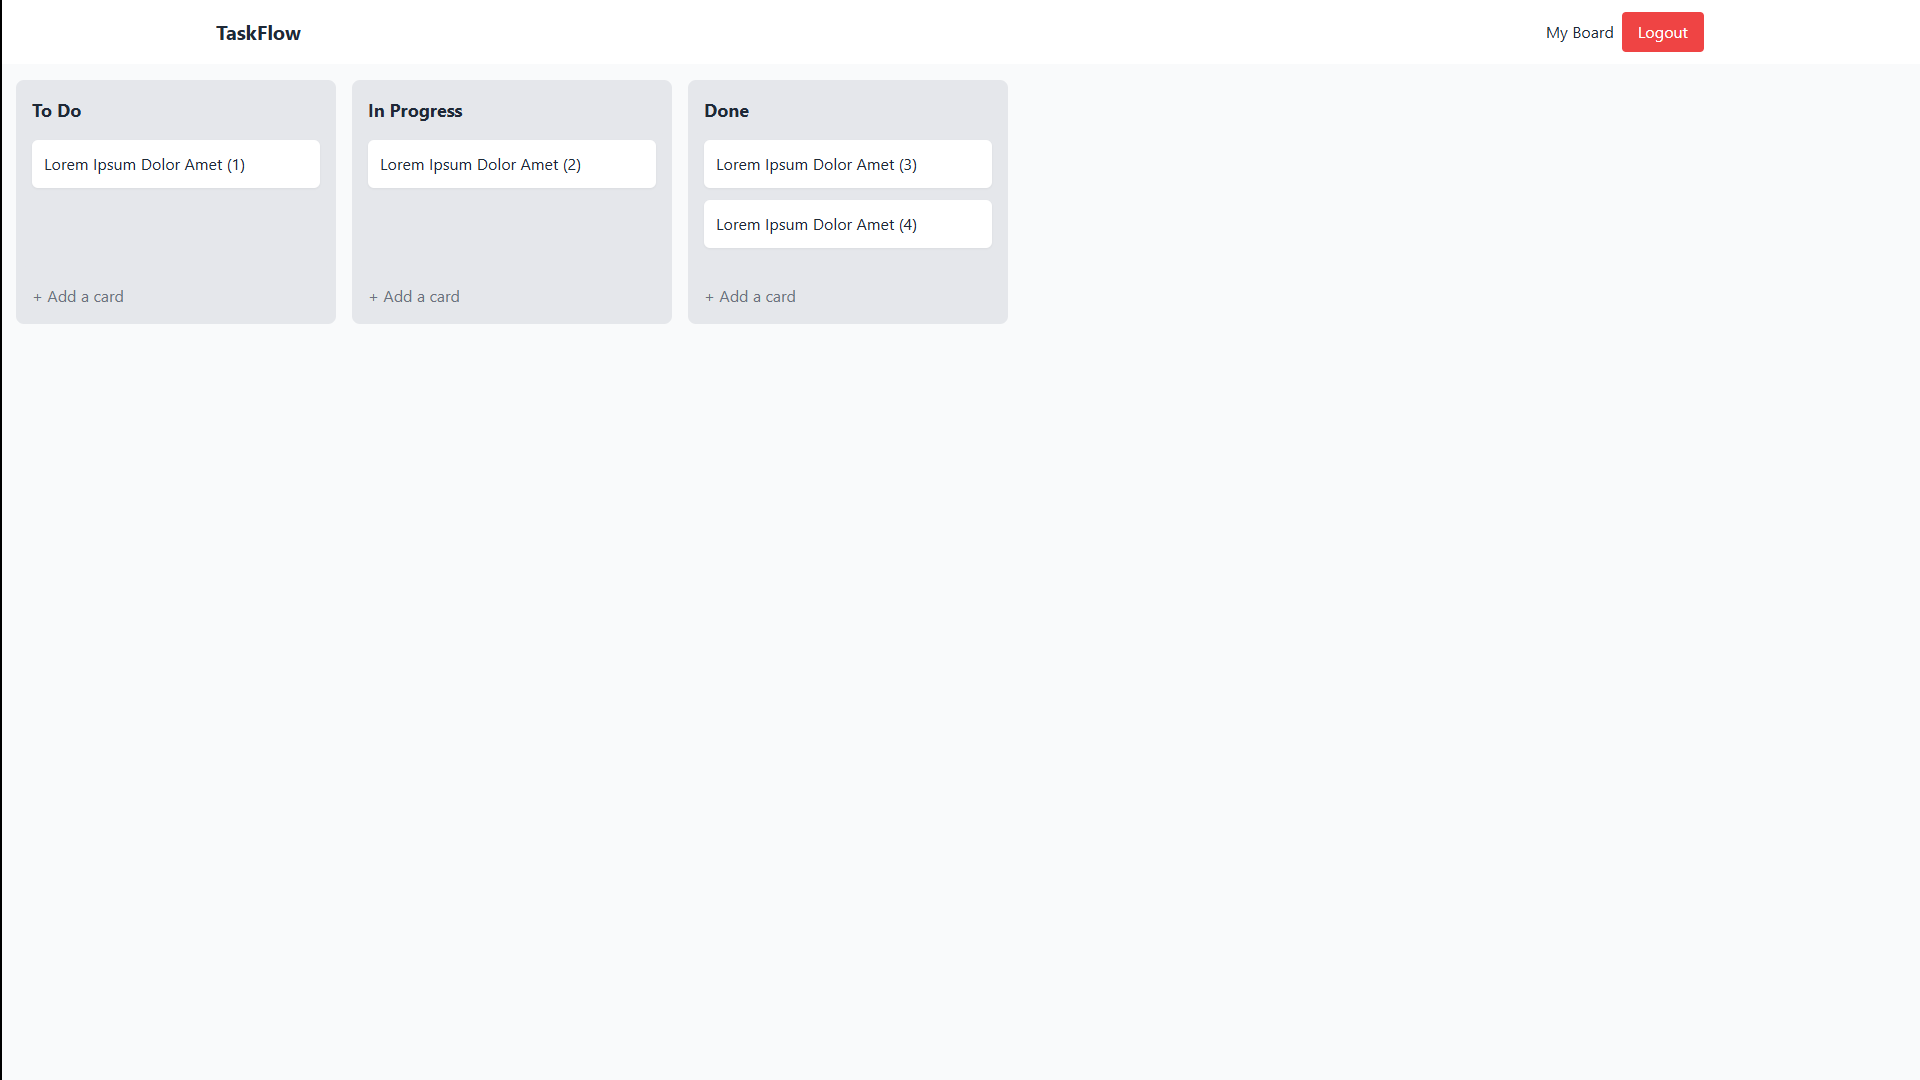 TaskFlow
My Board
Logout
To Do
Lorem Ipsum Dolor Amet (1)
+ Add a card
In Progress
Lorem Ipsum Dolor Amet (2)
+ Add a card
Done
Lorem Ipsum Dolor Amet (3)
Lorem Ipsum Dolor Amet (4)
+ Add a card